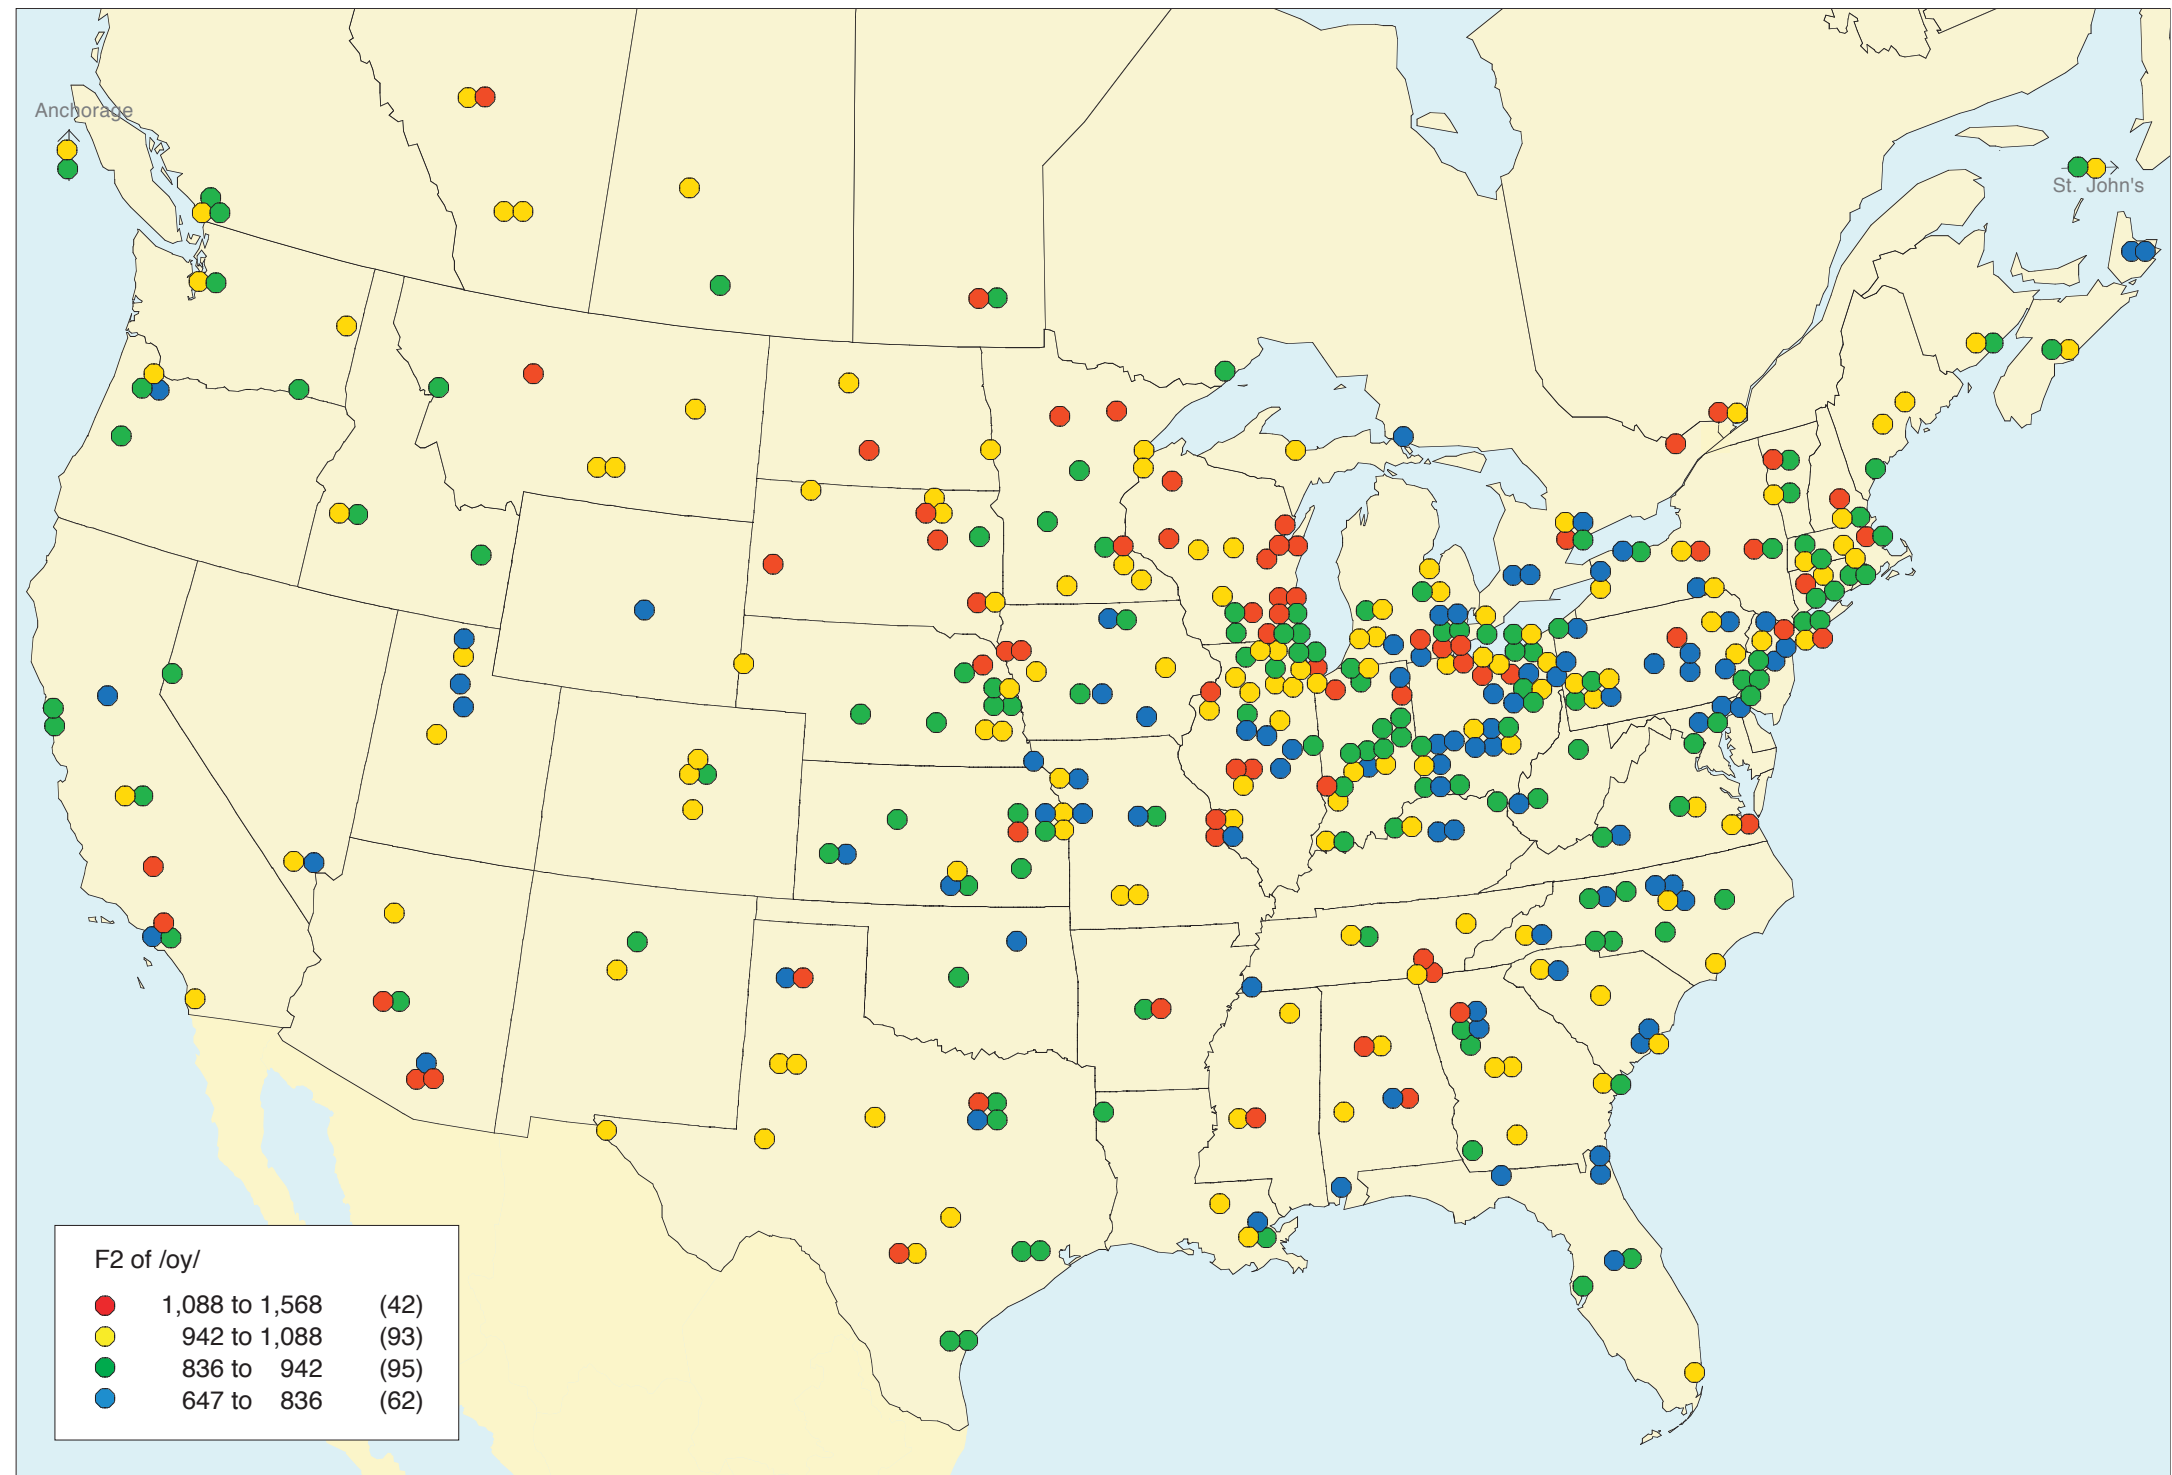 Anchorage
St. John's
F2 of /oy/
1,088 to 1,568 (42)
942 to 1,088 (93)
836 to 942 (95)
647 to 836 (62)